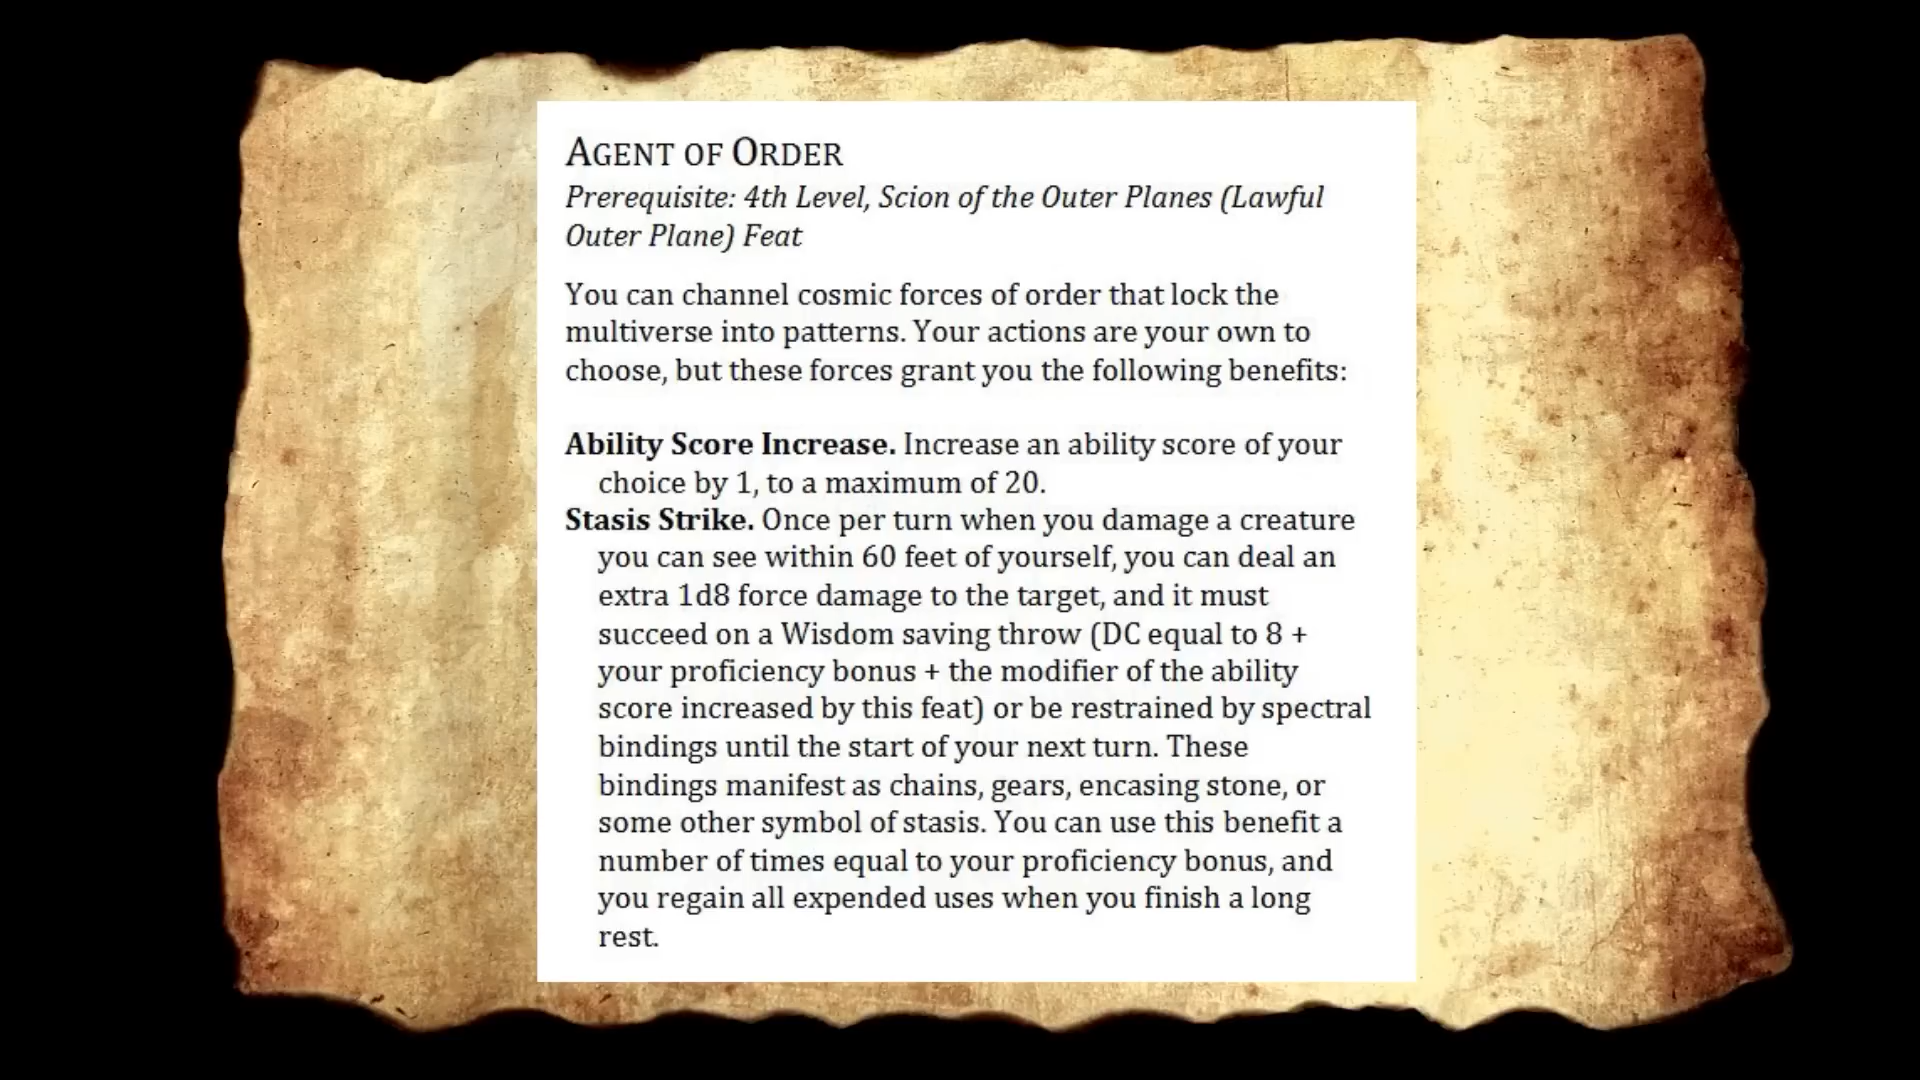 AGENT OF ORDER
Prerequisite: 4th Level, Scion of the Outer Planes (Lawful
Outer Plane) Feat
You can channel cosmic forces of order that lock the
multiverse into patterns. Your actions are your own to
choose, but these forces grant you the following benefits:
Ability Score Increase. Increase an ability score of your
choice by 1, to a maximum of 20.
Stasis Strike. Once per turn when you damage a creature
you can see within 60 feet of yourself, you can deal an
extra 1d8 force damage to the target, and it must
succeed on a Wisdom saving throw (DC equal to 8 +
your proficiency bonus + the modifier of the ability
score increased by this feat) or be restrained by spectral
bindings until the start of your next turn. These
bindings manifest as chains, gears, encasing stone, or
some other symbol of stasis. You can use this benefit a
number of times equal to your proficiency bonus, and
you regain all expended uses when you finish a long
rest.